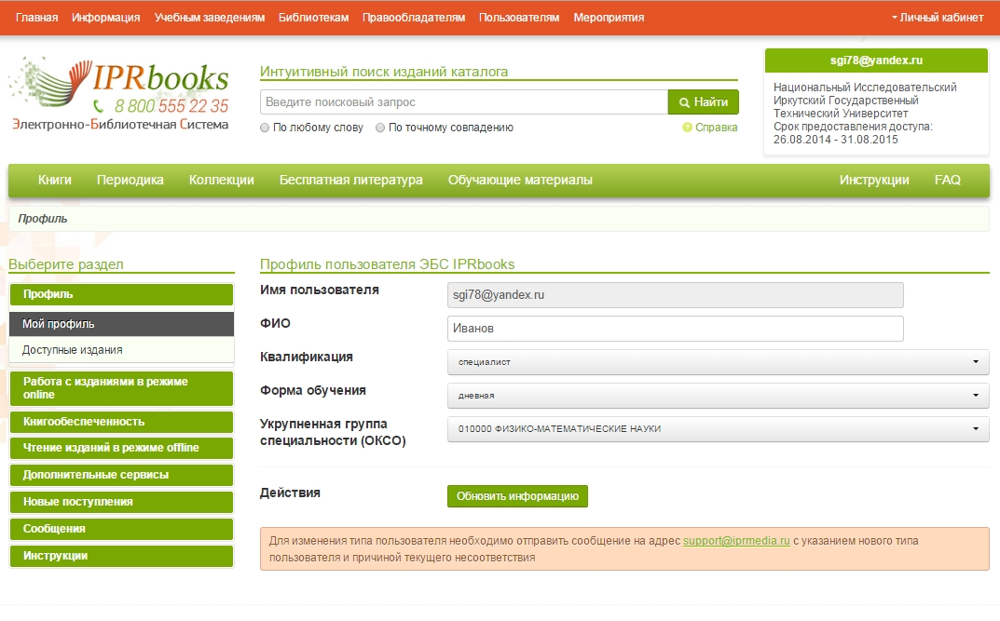 Главная Информация Учебным заведениям Библиотекам Правообладателям Пользователям Мероприятия Личный кабинет
IPRbooks
8 800 555 22 35
Электронно-Библиотечная Система
Интуитивный поиск изданий каталога
Введите поисковый запрос Найти
По любому слову По точному совпадению Справка
sgi78@yandex.ru
Национальный Исследовательский
Иркутский Государственный
Технический Университет
Срок предоставления доступа:
26.08.2014 - 31.08.2015
Книги Периодика Коллекции Бесплатная литература Обучающие материалы Инструкции FAQ
Профиль
Выберите раздел
Профиль
Мой профиль
Доступные издания
Работа с изданиями в режиме
online
Книгообеспеченность
Чтение изданий в режиме offline
Дополнительные сервисы
Новые поступления
Сообщения
Инструкции
Профиль пользователя ЭБС IPRbooks
Имя пользователя sgi78@yandex.ru
ФИО Иванов
Квалификация специалист
Форма обучения дневная
Укрупненная группа
специальности (ОКСО) 010000 ФИЗИКО-МАТЕМАТИЧЕСКИЕ НАУКИ
Действия Обновить информацию
Для изменения типа пользователя необходимо отправить сообщение на адрес support@iprmedia.ru с указанием нового типа
пользователя и причиной текущего несоответствия